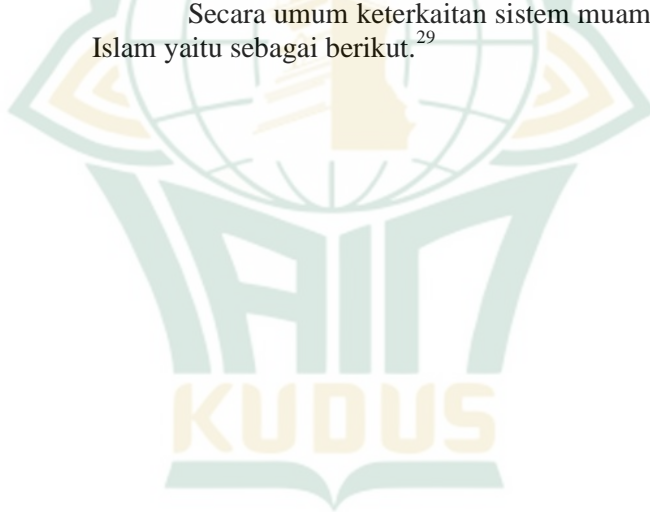 Secara umum keterkaitan sistem muam
Islam yaitu sebagai berikut.29
IAIN
KUDUS